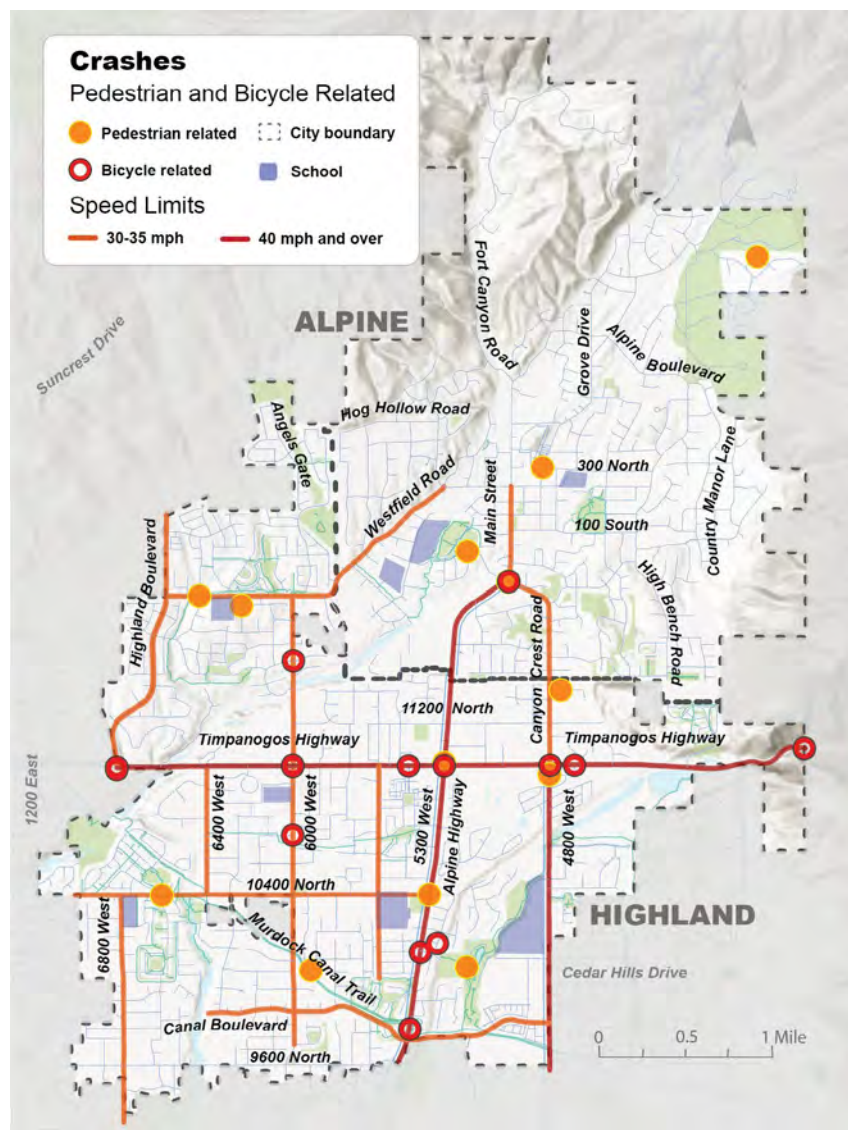 Crashes
Pedestrian and Bicycle Related
Pedestrian related
City boundary
Bicycle related
School
Speed Limits
30-35 mph
40 mph and over
Fort Canyon Road
ALPINE
Suncrest Drive
Grove Drive
Alpine Boulevard
Angels Gate
Hog Hollow Road
Westfield Road
Main Street
300 North
Country Manor Lane
100 South
Highland Boulevard
High Bench Road
Canyon Crest Road
11200 North
Timpanogos Highway
Timpanogos Highway
1200 East
6400 West
6000 West
5300 West
Alpine Highway
4800 West
10400 North
HIGHLAND
6800 West
Murdock Canal Trail
Cedar Hills Drive
Canal Boulevard
9600 North
0 0.5 1 Mile